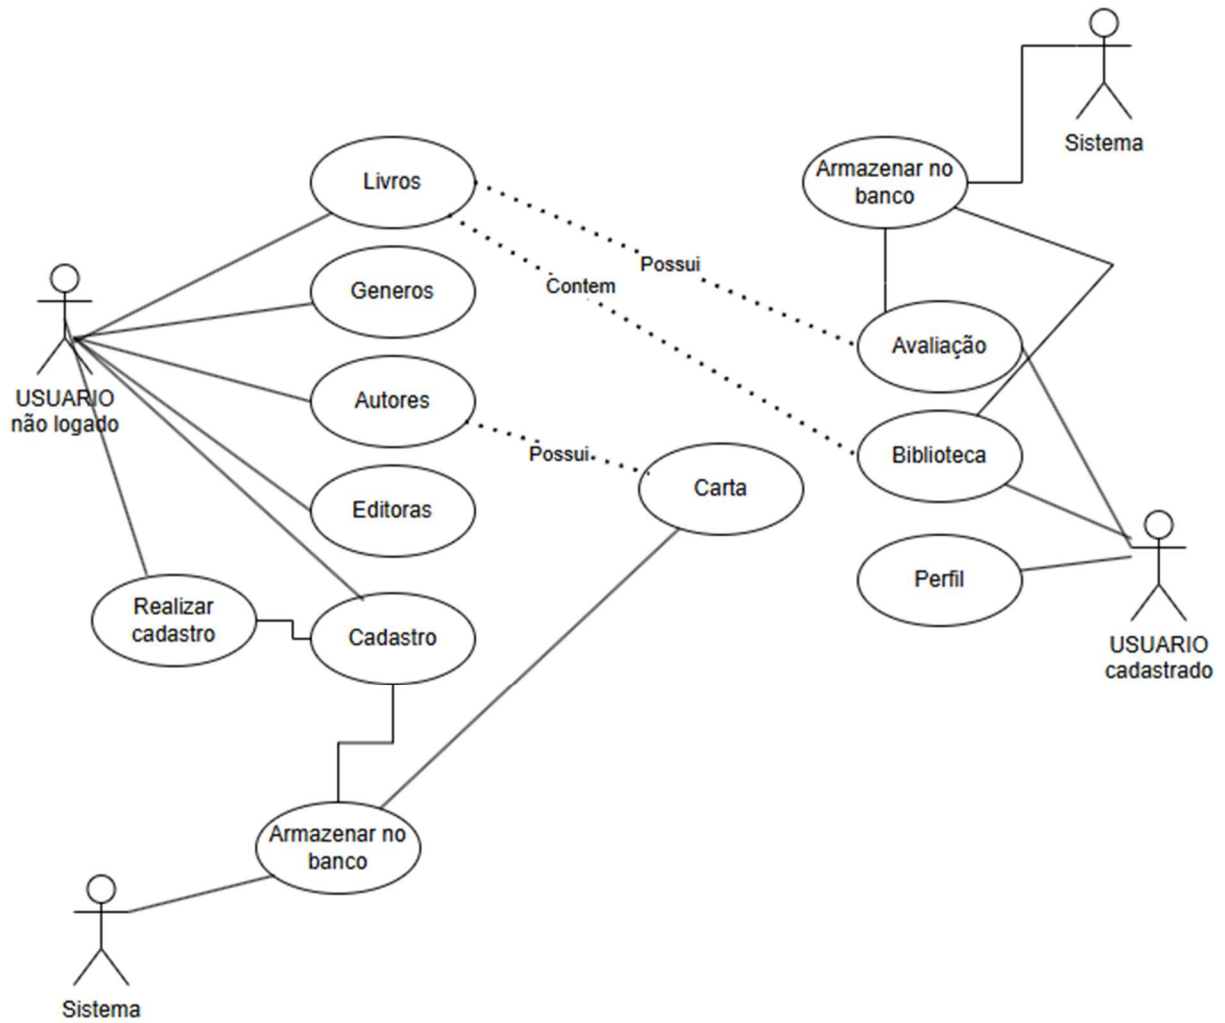 Sistema
Armazenar no
banco
Livros
Possui
Contem
Generos
Avaliação
USUARIO
não logado
Autores
Possui
Biblioteca
Carta
Editoras
Perfil
Realizar
cadastro
Cadastro
USUARIO
cadastrado
Armazenar no
banco
Sistema